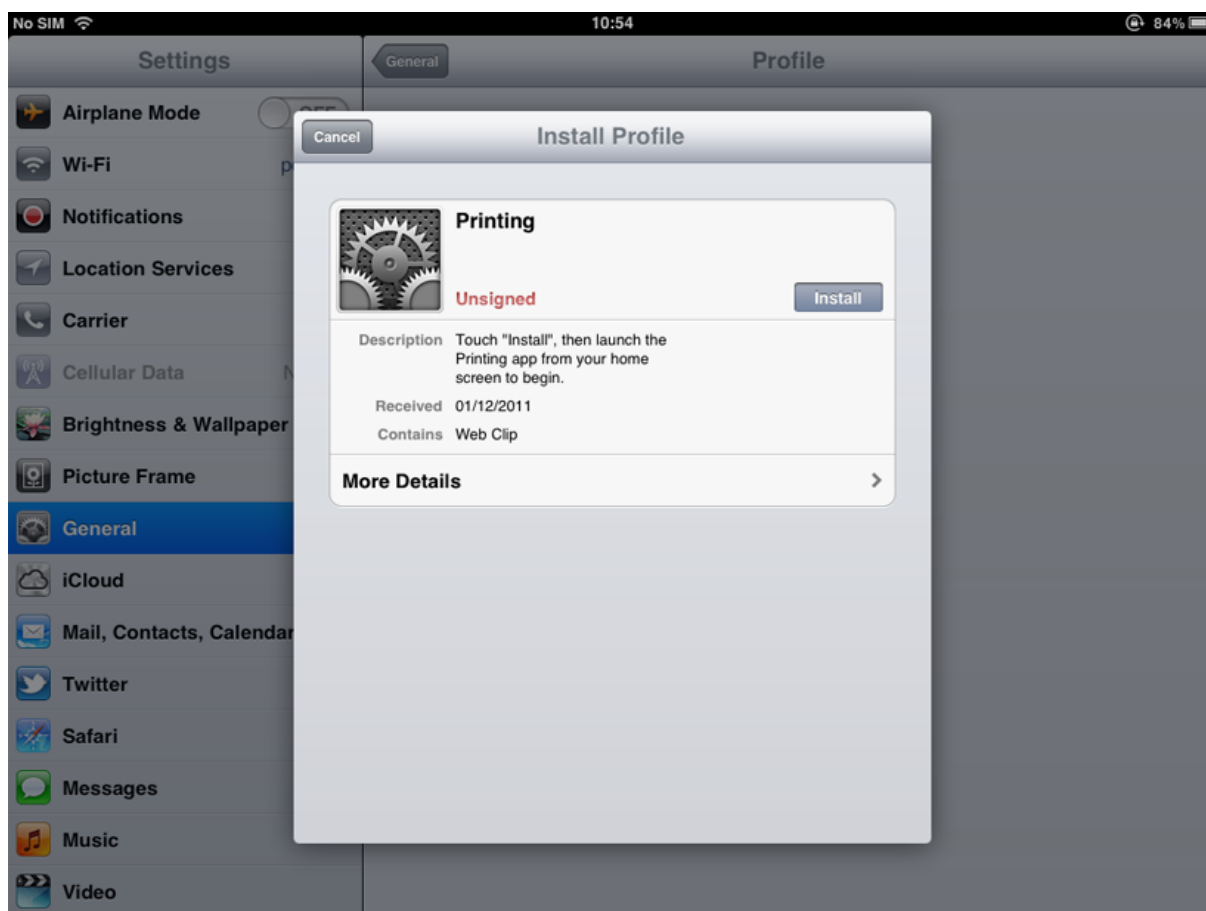 No SIM 10:54 84%
Settings
General
Profile
Airplane Mode
Wi-Fi
Notifications
Location Services
Carrier
Cellular Data
Brightness & Wallpaper
Picture Frame
General
iCloud
Mail, Contacts, Calendar
Twitter
Safari
Messages
Music
Video
Cancel
Install Profile
Printing
Unsigned
Install
Description Touch "Install", then launch the
Printing app from your home
screen to begin.
Received 01/12/2011
Contains Web Clip
More Details